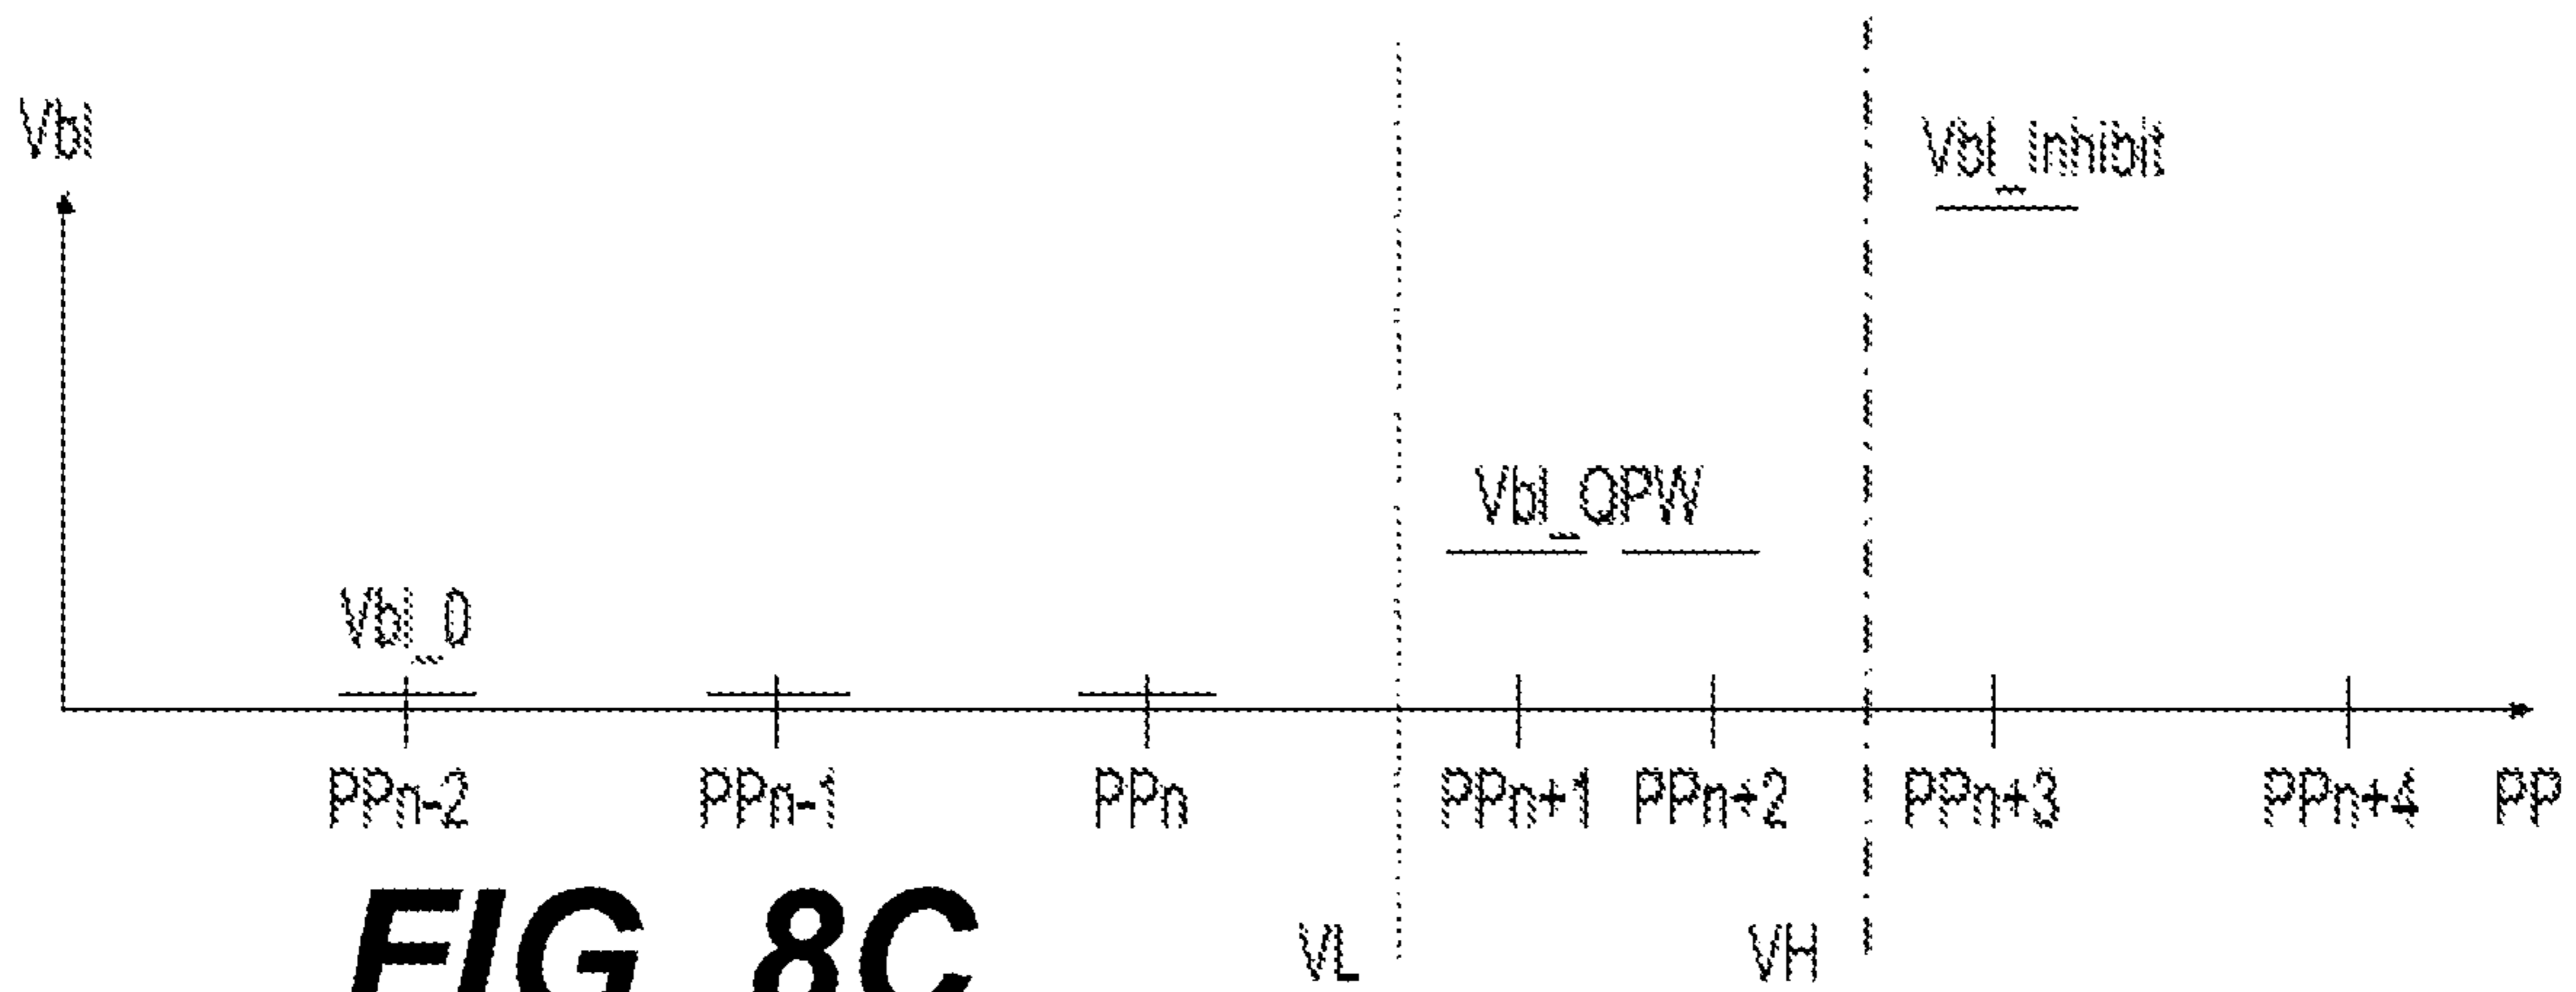 Vbl
Vbl_Inhibit
Vbl_QPW
Vbl_0
PPn-2 PPn-1 PPn PPn+1 PPn+2 PPn+3 PPn+4 PP
VL VH
FIG. 8C